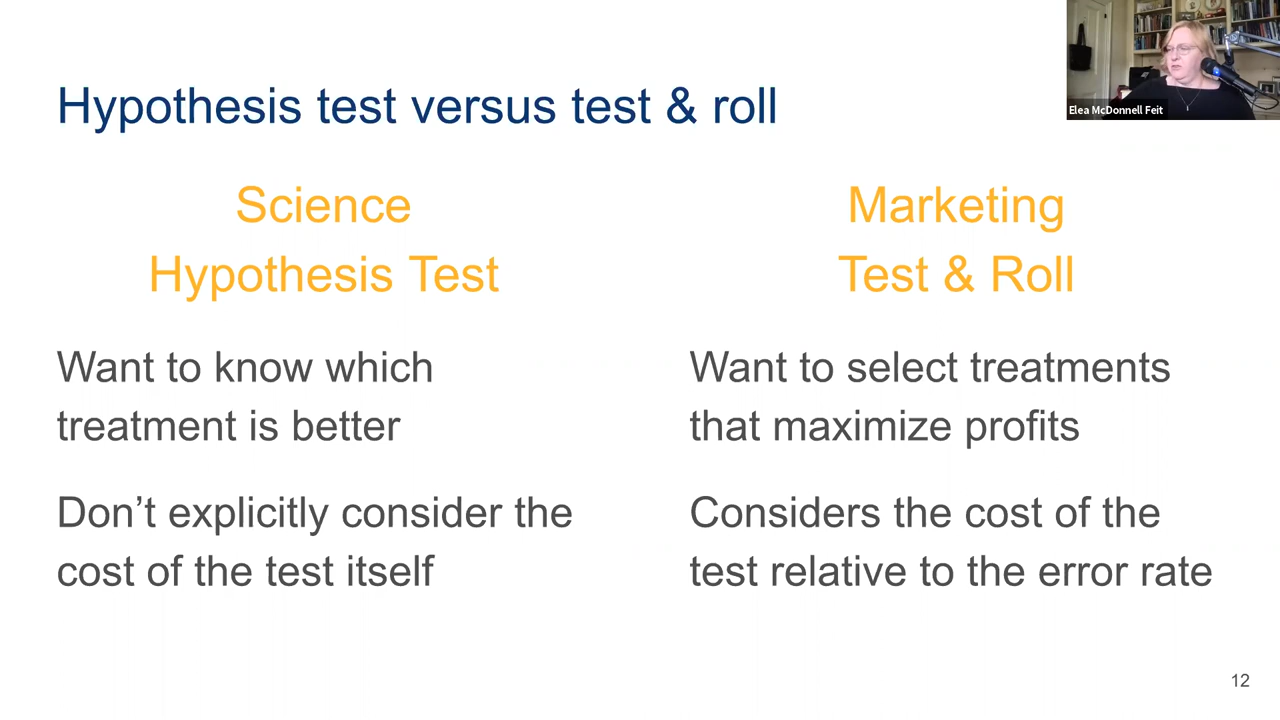 Elea McDonnell Feit
Hypothesis test versus test & roll
Science
Hypothesis Test
Want to know which
treatment is better
Don’t explicitly consider the
cost of the test itself
Marketing
Test & Roll
Want to select treatments
that maximize profits
Considers the cost of the
test relative to the error rate
12